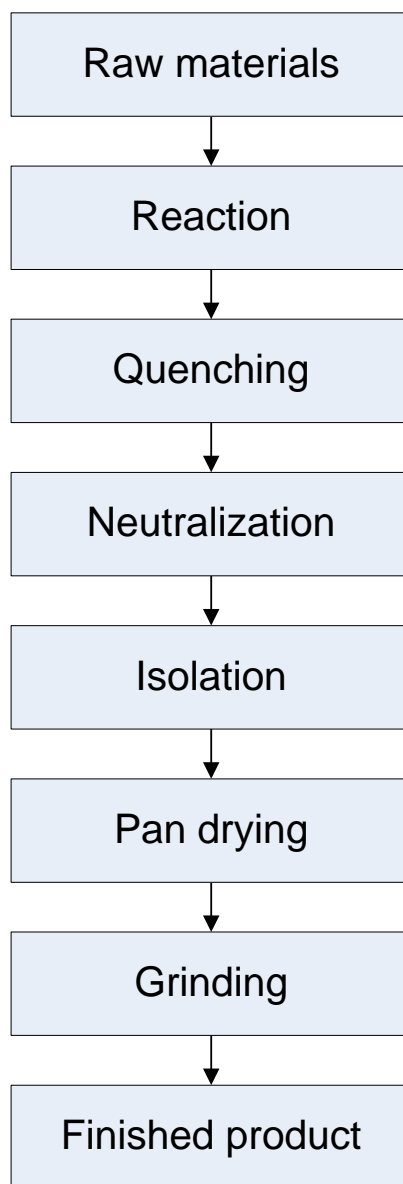 Raw materials
Reaction
Quenching
Neutralization
Isolation
Pan drying
Grinding
Finished product